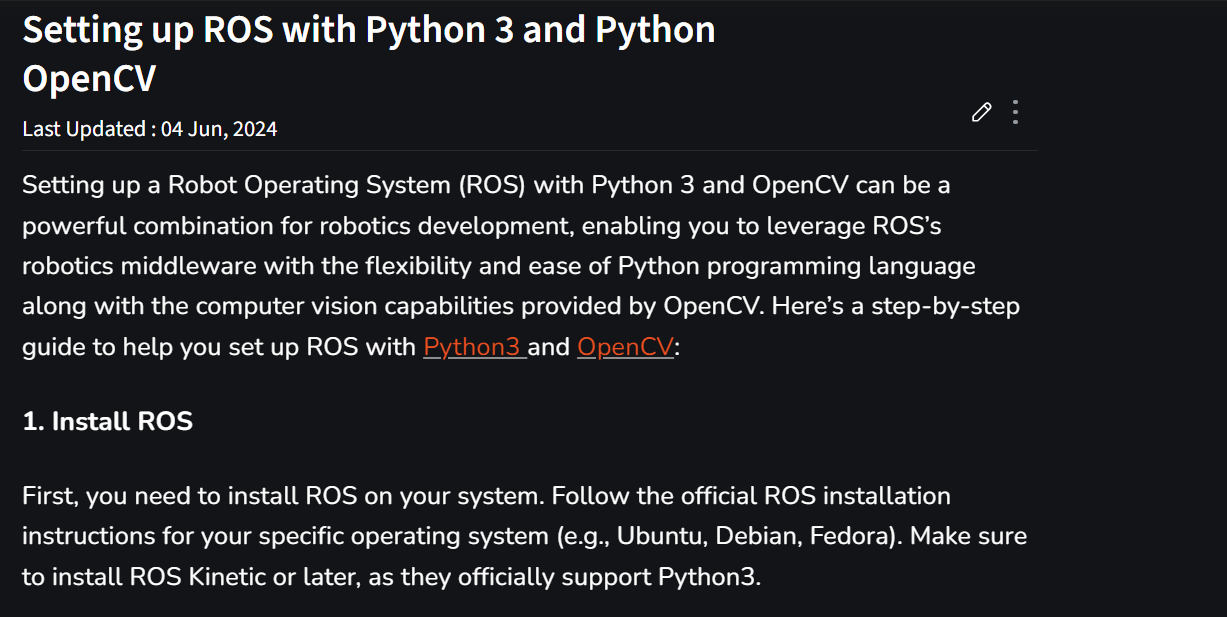 Setting up ROS with Python 3 and Python
OpenCV
Last Updated : 04 Jun, 2024
Setting up a Robot Operating System (ROS) with Python 3 and OpenCV can be a
powerful combination for robotics development, enabling you to leverage ROS’s
robotics middleware with the flexibility and ease of Python programming language
along with the computer vision capabilities provided by OpenCV. Here’s a step-by-step
guide to help you set up ROS with Python3 and OpenCV:
1. Install ROS
First, you need to install ROS on your system. Follow the official ROS installation
instructions for your specific operating system (e.g., Ubuntu, Debian, Fedora). Make sure
to install ROS Kinetic or later, as they officially support Python3.